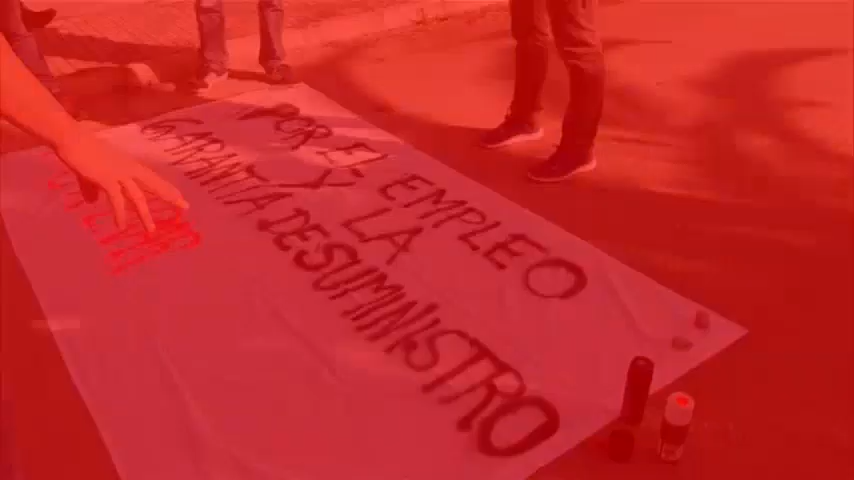 POR EL EMPLEO
Y LA
GARANTIA DE SUMINISTRO